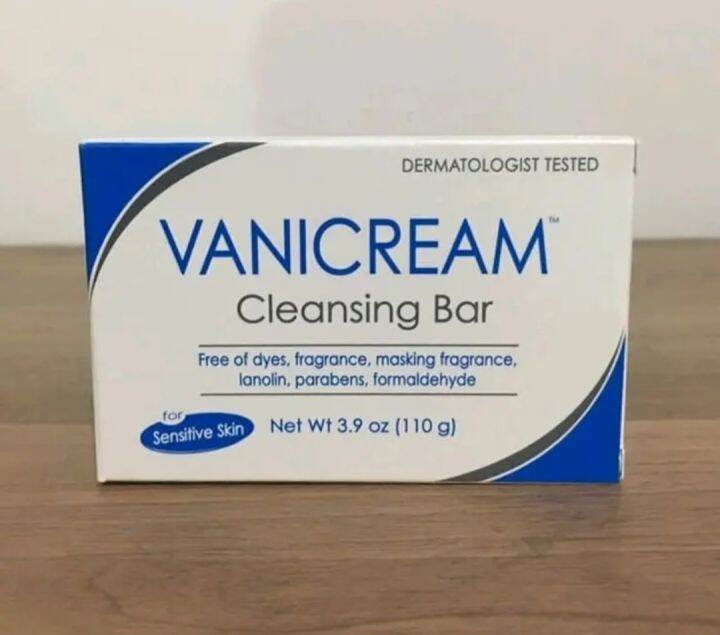 DERMATOLOGIST TESTED
VANICREAM™
Cleansing Bar
Free of dyes, fragrance, masking fragrance,
lanolin, parabens, formaldehyde
for
Sensitive Skin
Net Wt 3.9 oz (110 g)